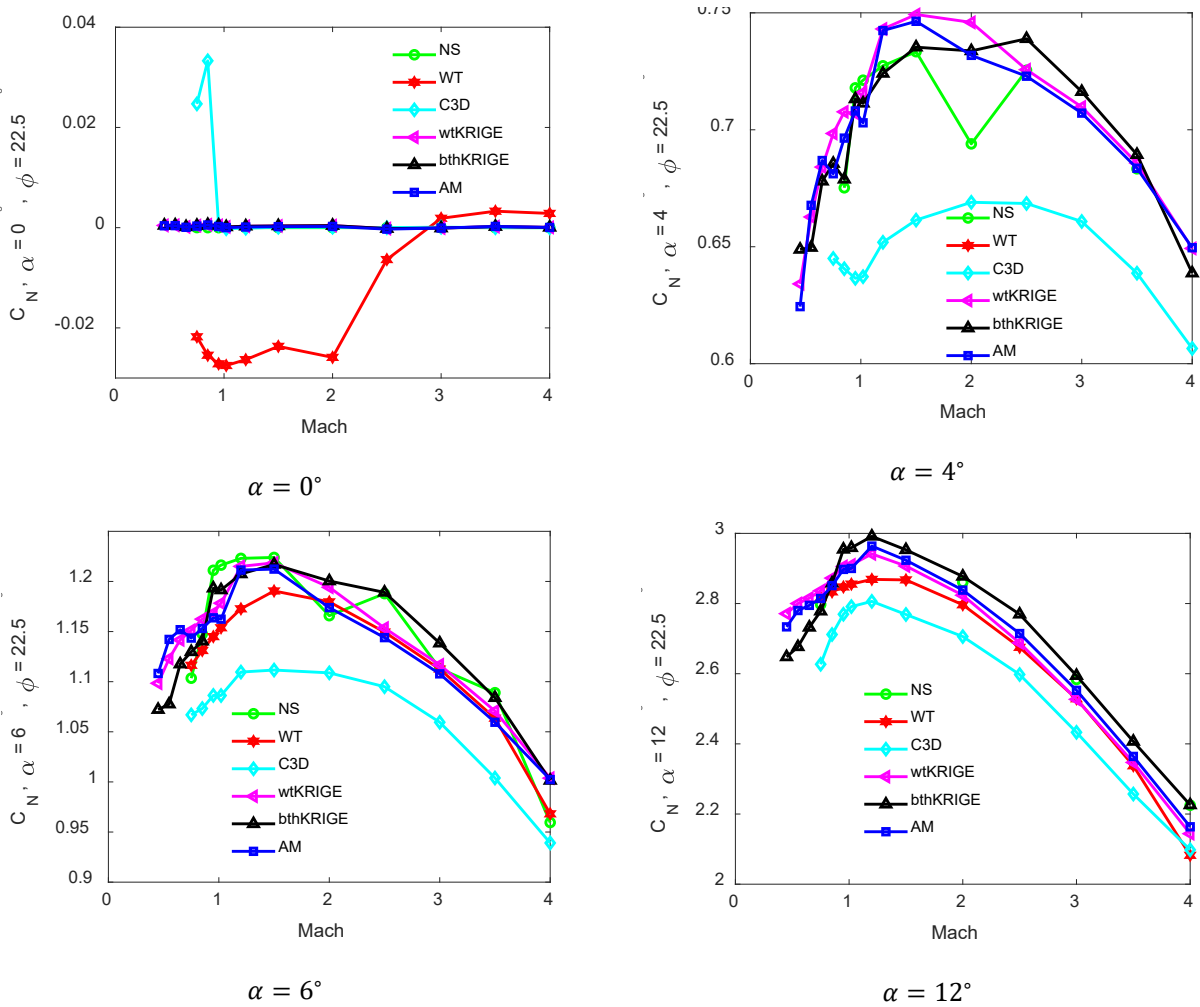 0.04
0.02
0
-0.02
C N, α = 0°, φ = 22.5°
NS
WT
C3D
wtKRIGE
bthKRIGE
AM
0 1 2 3 4
Mach
α = 0°
0.75
0.7
0.65
0.6
C N, α = 4°, φ = 22.5°
NS
WT
C3D
wtKRIGE
bthKRIGE
AM
0 1 2 3 4
Mach
α = 4°
1.2
1.15
1.1
1.05
1
0.95
0.9
C N, α = 6°, φ = 22.5°
NS
WT
C3D
wtKRIGE
bthKRIGE
AM
0 1 2 3 4
Mach
α = 6°
3
2.8
2.6
2.4
2.2
2
C N, α = 12°, φ = 22.5°
NS
WT
C3D
wtKRIGE
bthKRIGE
AM
0 1 2 3 4
Mach
α = 12°